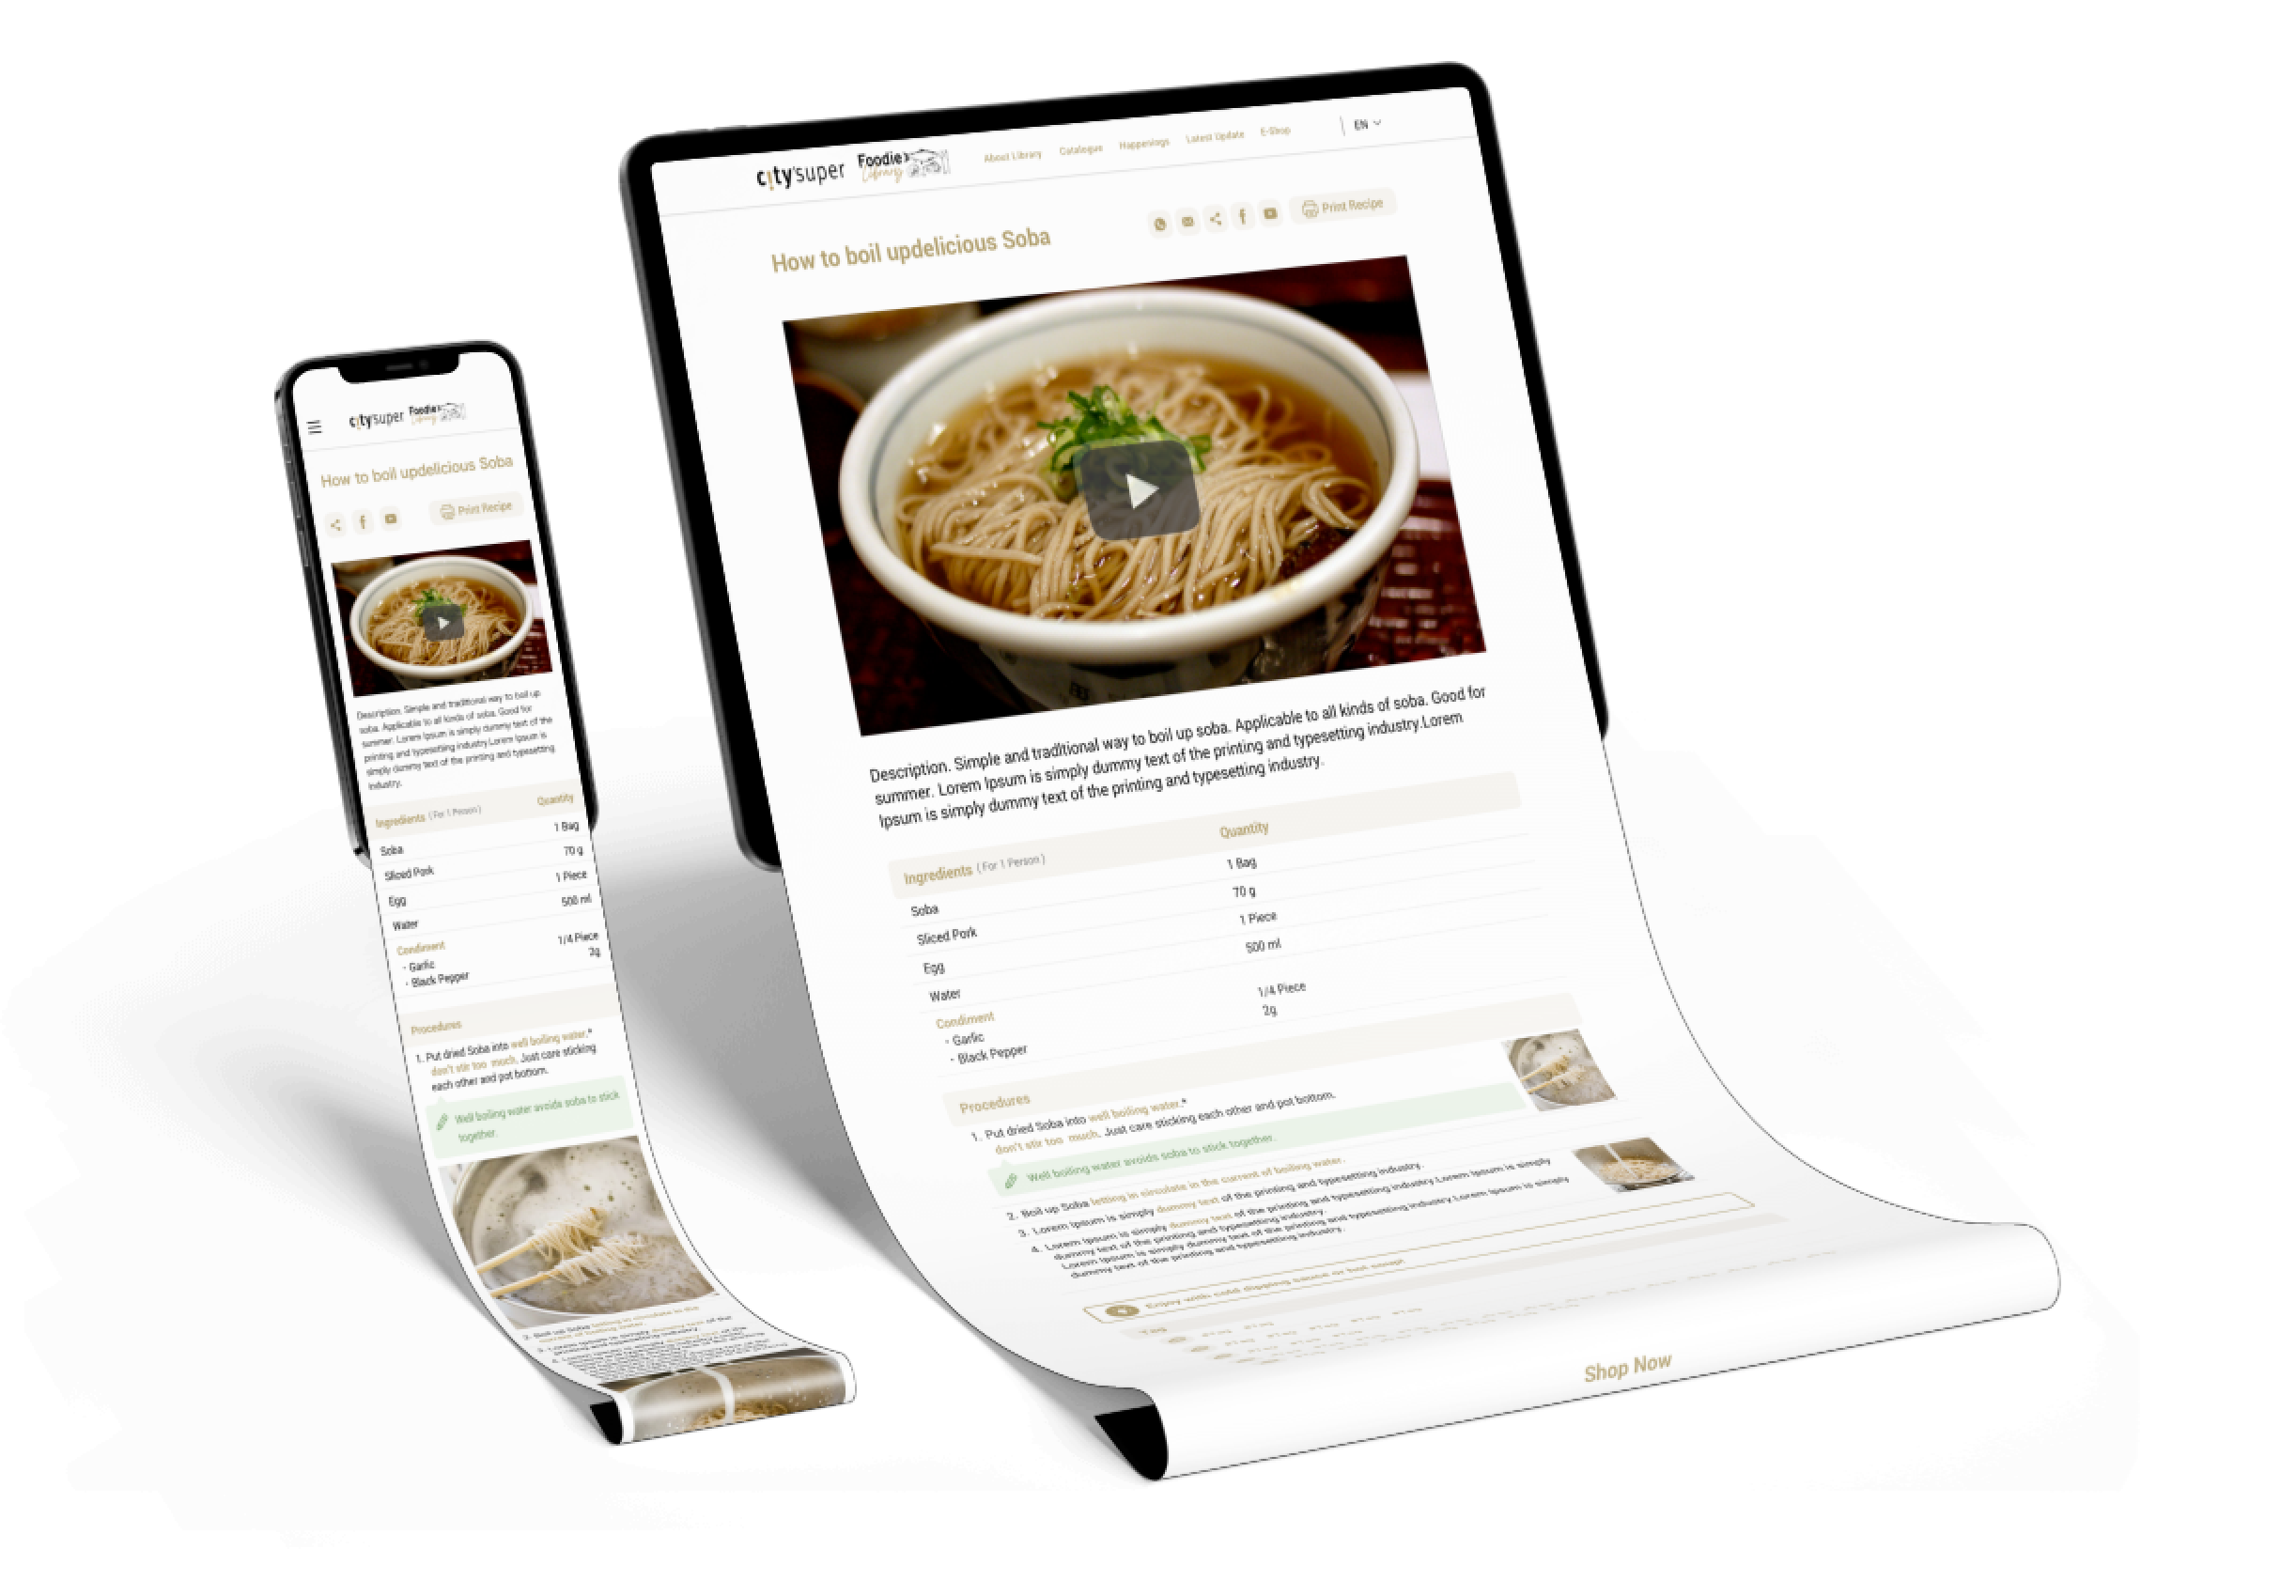 city'super Foodie Library
How to boil updelicious Soba
Print Recipe
Description. Simple and traditional way to boil up
soba. Applicable to all kinds of soba. Good for
summer. Lorem Ipsum is simply dummy text of the
printing and typesetting industry.Lorem Ipsum is
simply dummy text of the printing and typesetting
industry.
Ingredients ( For 1 Person ) Quantity
Soba 1 Bag
Sliced Pork 70 g
Egg 1 Piece
Water 500 ml
Condiment
- Garlic 1/4 Piece
- Black Pepper 2g
Procedures
1. Put dried Soba into well boiling water.*
don't stir too much. Just care sticking
each other and pot bottom.
Well boiling water avoids soba to stick
together.
2. Boil up Soba letting in circulate in the
current of boiling water.
city'super Foodie Library About Library Catalogue Happenings Latest Update E-Shop EN
How to boil updelicious Soba Print Recipe
Description. Simple and traditional way to boil up soba. Applicable to all kinds of soba. Good for
summer. Lorem Ipsum is simply dummy text of the printing and typesetting industry.Lorem
Ipsum is simply dummy text of the printing and typesetting industry.
Ingredients ( For 1 Person ) Quantity
Soba 1 Bag
Sliced Pork 70 g
Egg 1 Piece
Water 500 ml
Condiment
- Garlic 1/4 Piece
- Black Pepper 2g
Procedures
1. Put dried Soba into well boiling water.*
don't stir too much. Just care sticking each other and pot bottom.
Well boiling water avoids soba to stick together.
2. Boil up Soba letting in circulate in the current of boiling water.
3. Lorem Ipsum is simply dummy text of the printing and typesetting industry.
4. Lorem Ipsum is simply dummy text of the printing and typesetting industry.Lorem Ipsum is simply
dummy text of the printing and typesetting industry.
Lorem Ipsum is simply dummy text of the printing and typesetting industry.Lorem Ipsum is simply
dummy text of the printing and typesetting industry.
Enjoy with cold dipping sauce or hot soup!
Tag
Shop Now